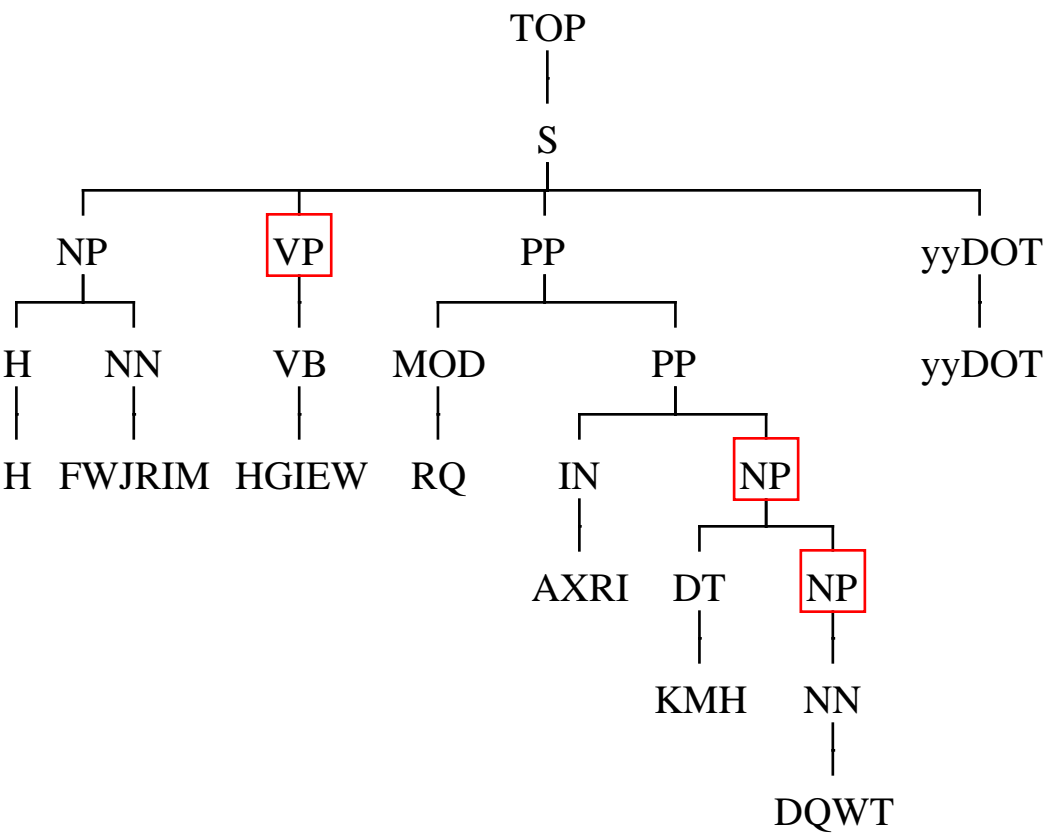 TOP
S
NP VP PP yyDOT
H NN VB MOD PP yyDOT
H FWJRIM HGIEW RQ IN NP
AXRI DT NP
KMH NN
DQWT